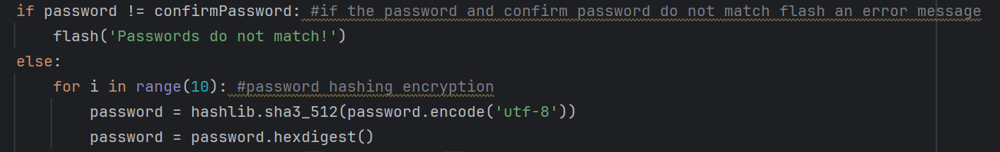 if password != confirmPassword: #if the password and confirm password do not match flash an error message
    flash('Passwords do not match!')
else:
    for i in range(10): #password hashing encryption
        password = hashlib.sha3_512(password.encode('utf-8'))
        password = password.hexdigest()